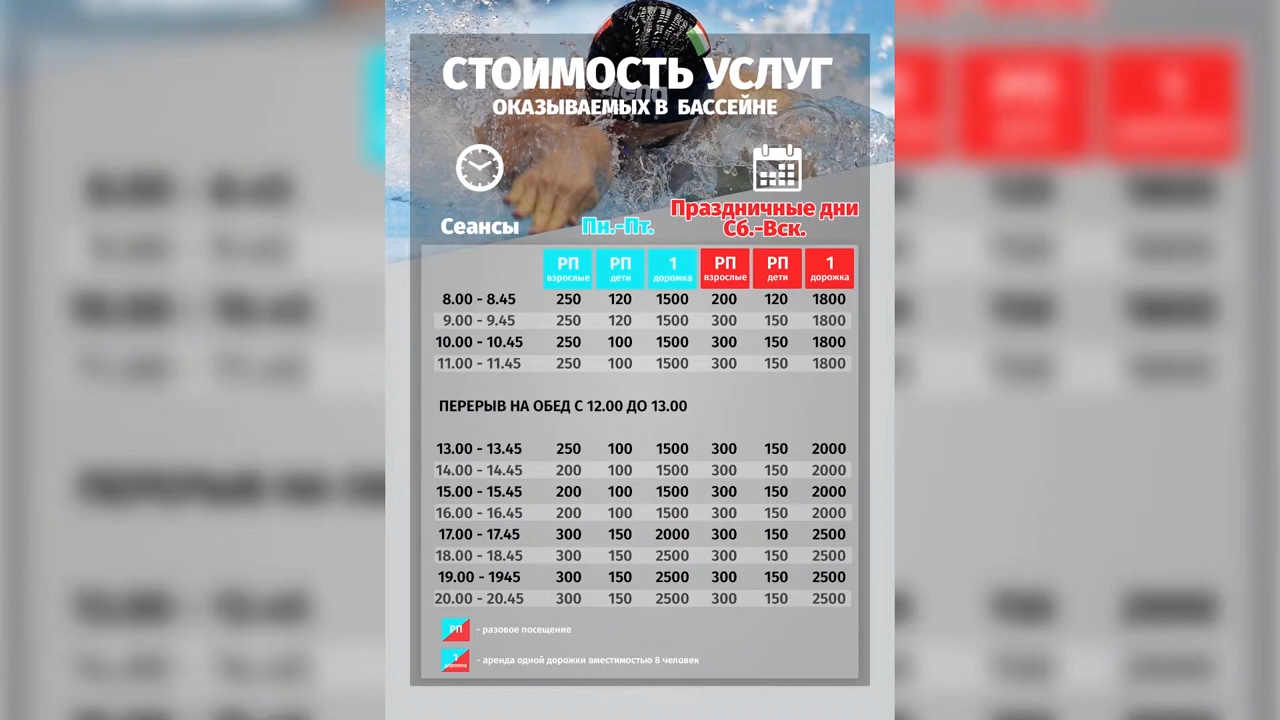 СТОИМОСТЬ УСЛУГ
ОКАЗЫВАЕМЫХ В БАССЕЙНЕ
Сеансы Пн.-Пт. Праздничные дни
Сб.-Вск.
РП РП 1 РП РП 1
взрослые дети дорожка взрослые дети дорожка
8.00 - 8.45 250 120 1500 200 120 1800
9.00 - 9.45 250 120 1500 300 150 1800
10.00 - 10.45 250 100 1500 300 150 1800
11.00 - 11.45 250 100 1500 300 150 1800
ПЕРЕРЫВ НА ОБЕД С 12.00 ДО 13.00
13.00 - 13.45 250 100 1500 300 150 2000
14.00 - 14.45 200 100 1500 300 150 2000
15.00 - 15.45 200 100 1500 300 150 2000
16.00 - 16.45 200 100 1500 300 150 2000
17.00 - 17.45 300 150 2000 300 150 2500
18.00 - 18.45 300 150 2500 300 150 2500
19.00 - 1945 300 150 2500 300 150 2500
20.00 - 20.45 300 150 2500 300 150 2500
РП - разовое посещение
1 дорожка - аренда одной дорожки вместимостью 8 человек